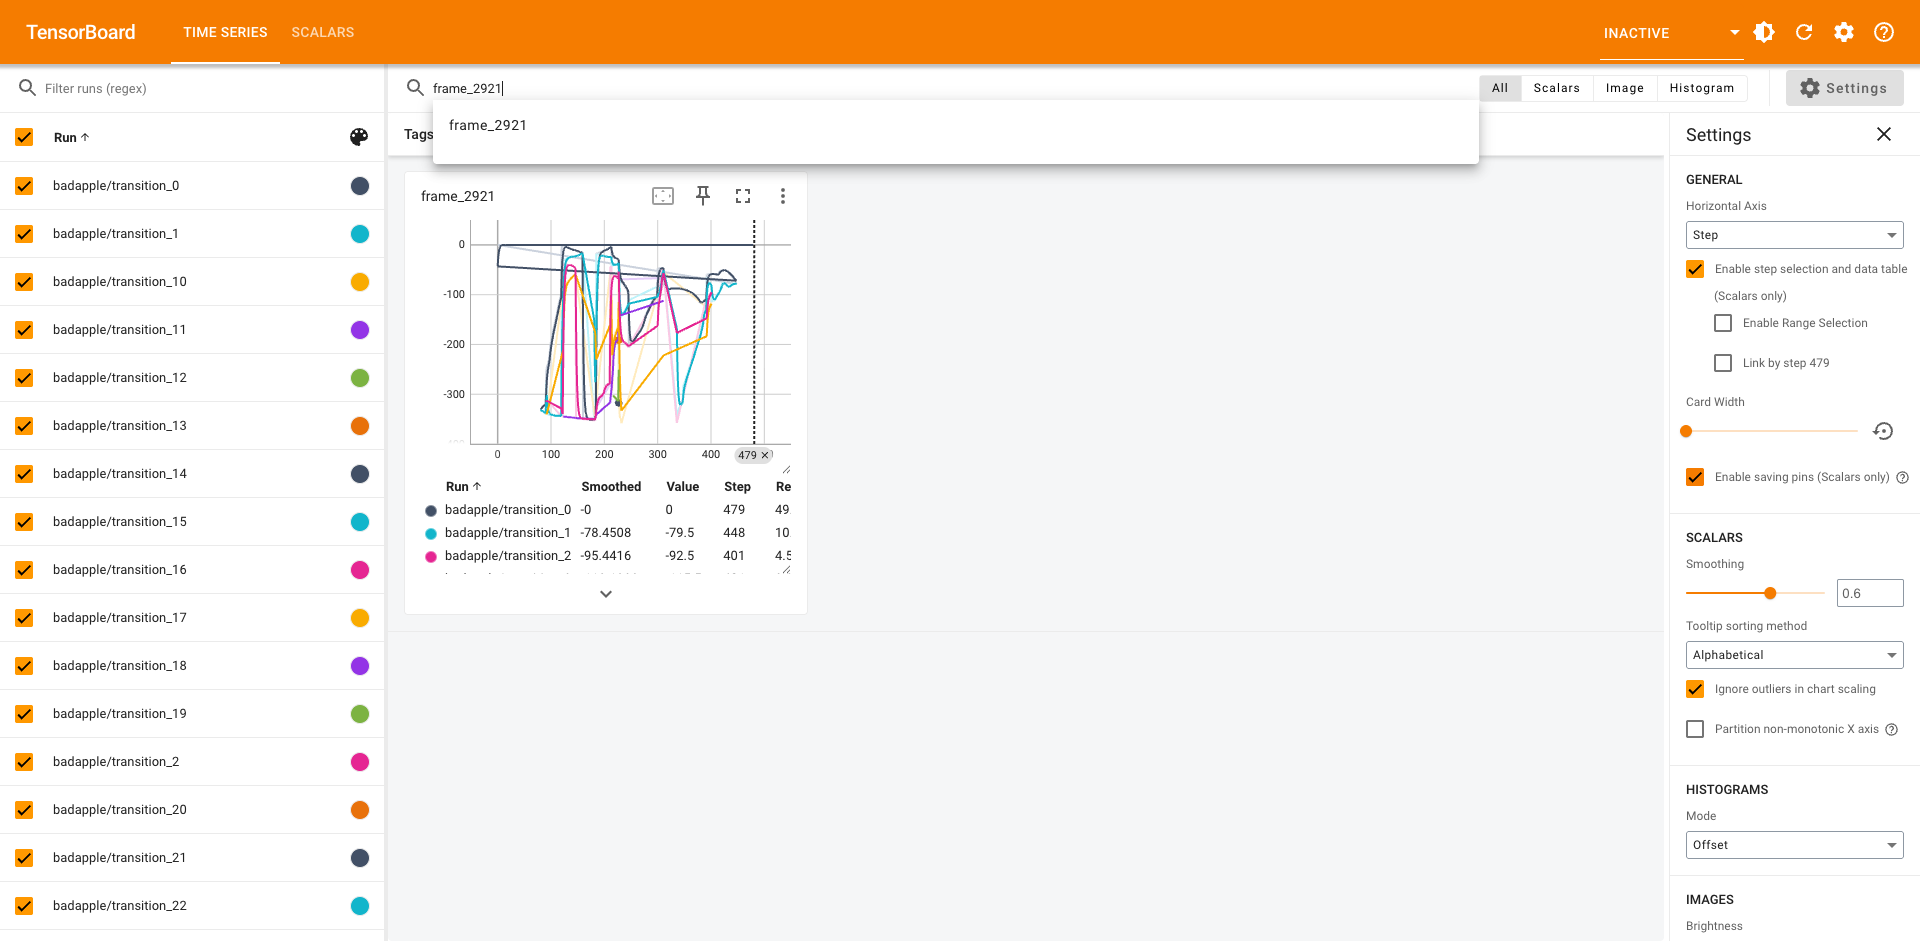 TensorBoard
TIME SERIES
SCALARS
INACTIVE
Filter runs (regex)
frame_2921
All
Scalars
Image
Histogram
Settings
frame_2921
Run
Tags
badapple/transition_0
badapple/transition_1
badapple/transition_10
badapple/transition_11
badapple/transition_12
badapple/transition_13
badapple/transition_14
badapple/transition_15
badapple/transition_16
badapple/transition_17
badapple/transition_18
badapple/transition_19
badapple/transition_2
badapple/transition_20
badapple/transition_21
badapple/transition_22
frame_2921
0
-100
-200
-300
0 100 200 300 400
479
Run Smoothed Value Step Re
badapple/transition_0 -0 0 479 49
badapple/transition_1 -78.4508 -79.5 448 10
badapple/transition_2 -95.4416 -92.5 401 4.5
Settings
GENERAL
Horizontal Axis
Step
Enable step selection and data table
(Scalars only)
Enable Range Selection
Link by step 479
Card Width
Enable saving pins (Scalars only)
SCALARS
Smoothing
0.6
Tooltip sorting method
Alphabetical
Ignore outliers in chart scaling
Partition non-monotonic X axis
HISTOGRAMS
Mode
Offset
IMAGES
Brightness